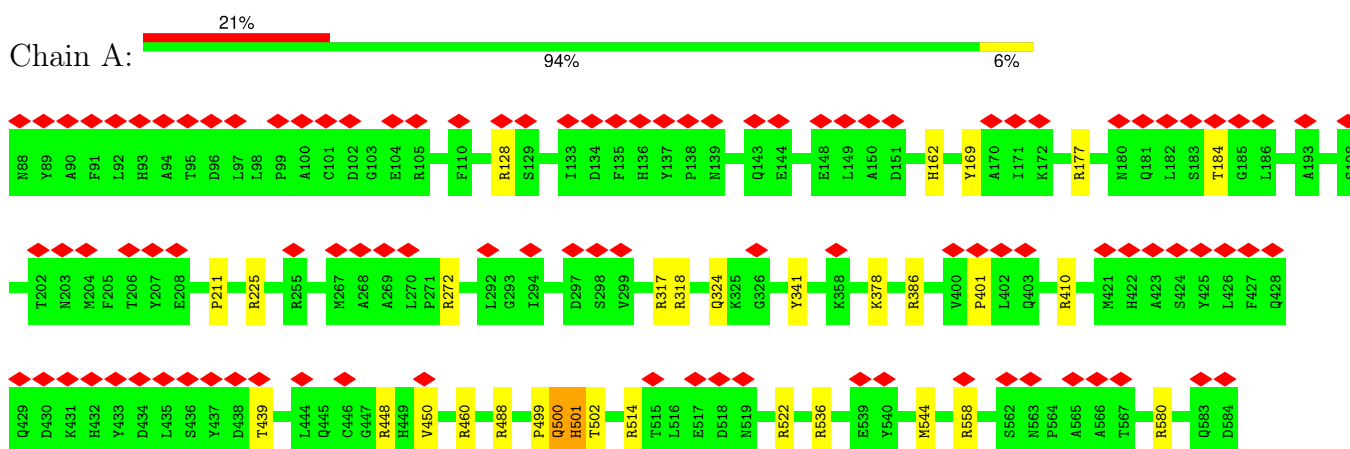 21%
Chain A:
94% 6%
N88 Y89 A90 F91 L92 H93 A94 T95 D96 L97 L98 P99 A100 C101 D102 G103 E104 R105 F110 R128 S129 I133 D134 F135 H136 Y137 P138 N139 Q143 E144 E148 L149 A150 D151 H162 Y169 A170 I171 K172 R177 N180 Q181 L182 S183 T184 G185 L186 A193
T202 N203 M204 F205 T206 Y207 E208 P211 R225 R255 M267 A268 A269 L270 P271 R272 L292 G293 I294 D297 S298 V299 R317 R318 Q324 K325 G326 Y341 K358 K378 R386 V400 P401 L402 Q403 R410 M421 H422 A423 S424 Y425 L426 F427 Q428
Q429 D430 K431 H432 Y433 D434 L435 S436 Y437 D438 T439 L444 Q445 C446 G447 R448 H449 V450 R460 R488 P499 Q500 H501 T502 R514 T515 L516 E517 D518 N519 R522 R536 E539 Y540 M544 R558 S562 N563 P564 A565 A566 T567 R580 Q583 D584